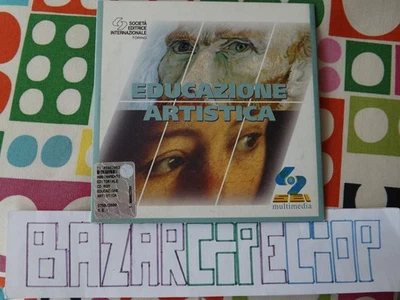 SOCIETÀ
EDITRICE
INTERNAZIONALE
TORINO
EDUCAZIONE
ARTISTICA
multimedia
BAZARCIPECIOP